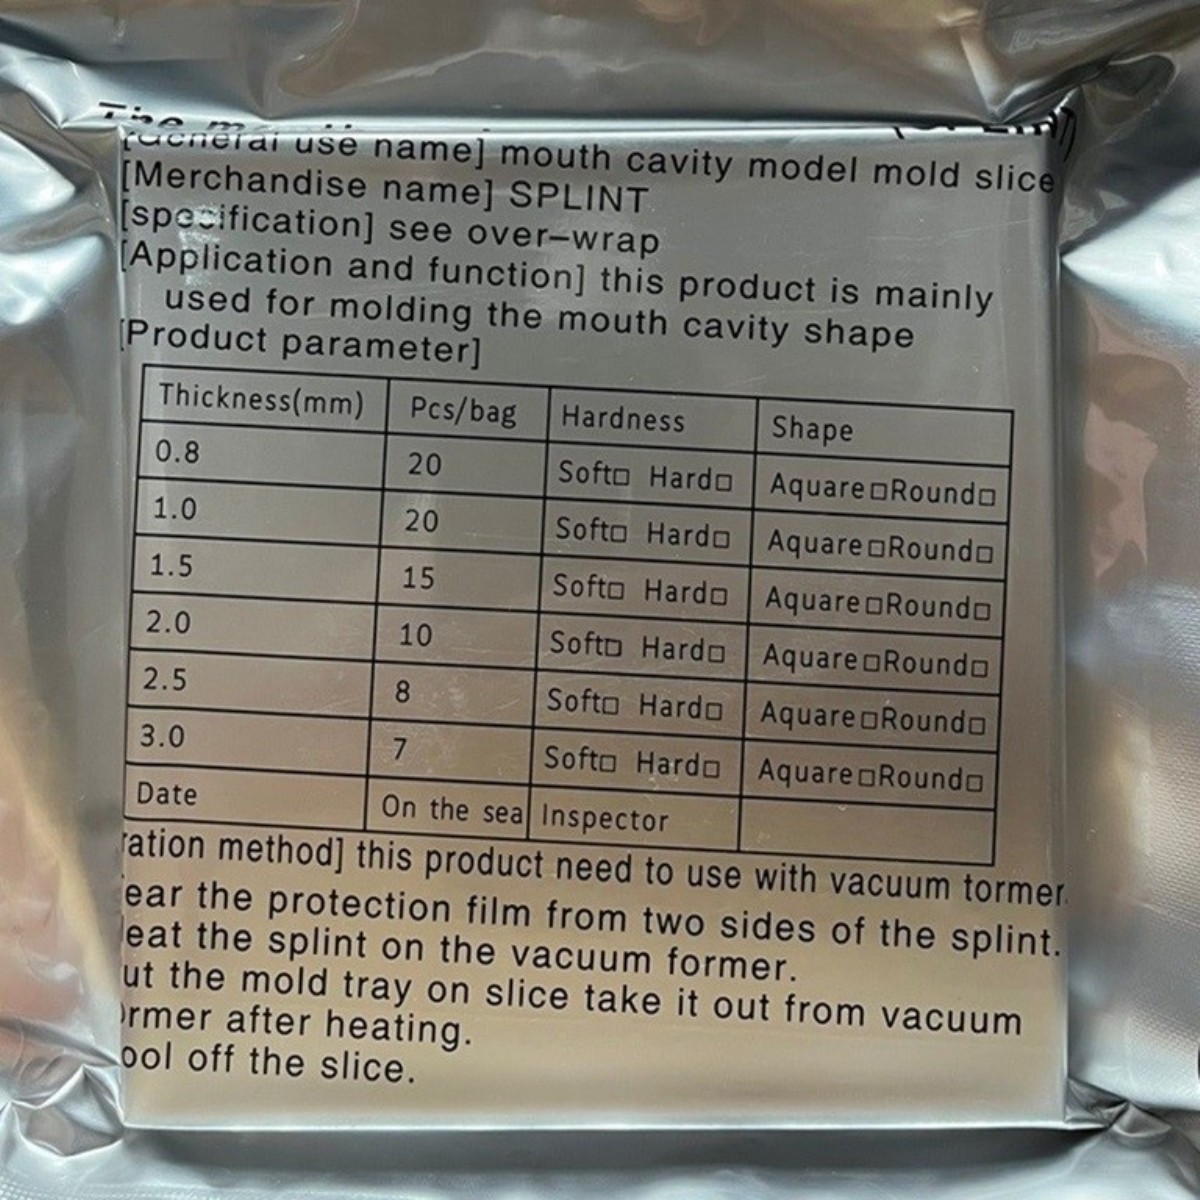 The
[General use name] mouth cavity model mold slice
[Merchandise name] SPLINT
[specification] see over-wrap
[Application and function] this product is mainly
used for molding the mouth cavity shape
[Product parameter]
Thickness(mm) Pcs/bag Hardness Shape
0.8 20 Soft□ Hard□ Aquare□Round□
1.0 20 Soft□ Hard□ Aquare□Round□
1.5 15 Soft□ Hard□ Aquare□Round□
2.0 10 Soft□ Hard□ Aquare□Round□
2.5 8 Soft□ Hard□ Aquare□Round□
3.0 7 Soft□ Hard□ Aquare□Round□
Date On the sea Inspector
ration method] this product need to use with vacuum tormer.
ear the protection film from two sides of the splint.
eat the splint on the vacuum former.
ut the mold tray on slice take it out from vacuum
ormer after heating.
ool off the slice.